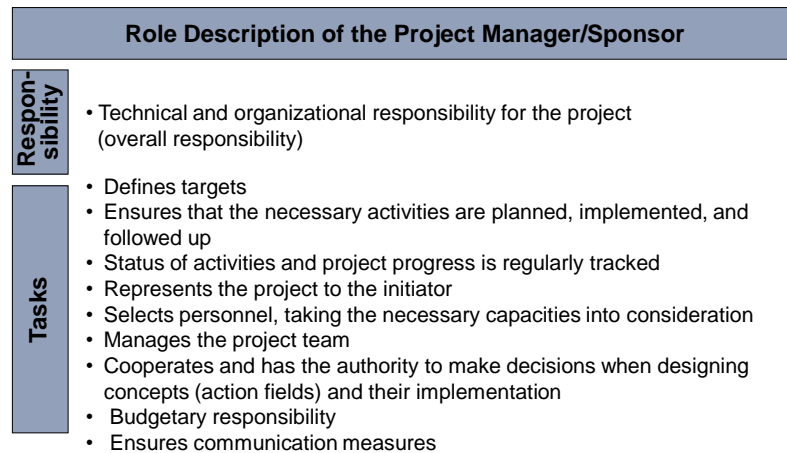 Role Description of the Project Manager/Sponsor
Respon-
sibility
• Technical and organizational responsibility for the project
(overall responsibility)
Tasks
• Defines targets
• Ensures that the necessary activities are planned, implemented, and
followed up
• Status of activities and project progress is regularly tracked
• Represents the project to the initiator
• Selects personnel, taking the necessary capacities into consideration
• Manages the project team
• Cooperates and has the authority to make decisions when designing
concepts (action fields) and their implementation
• Budgetary responsibility
• Ensures communication measures